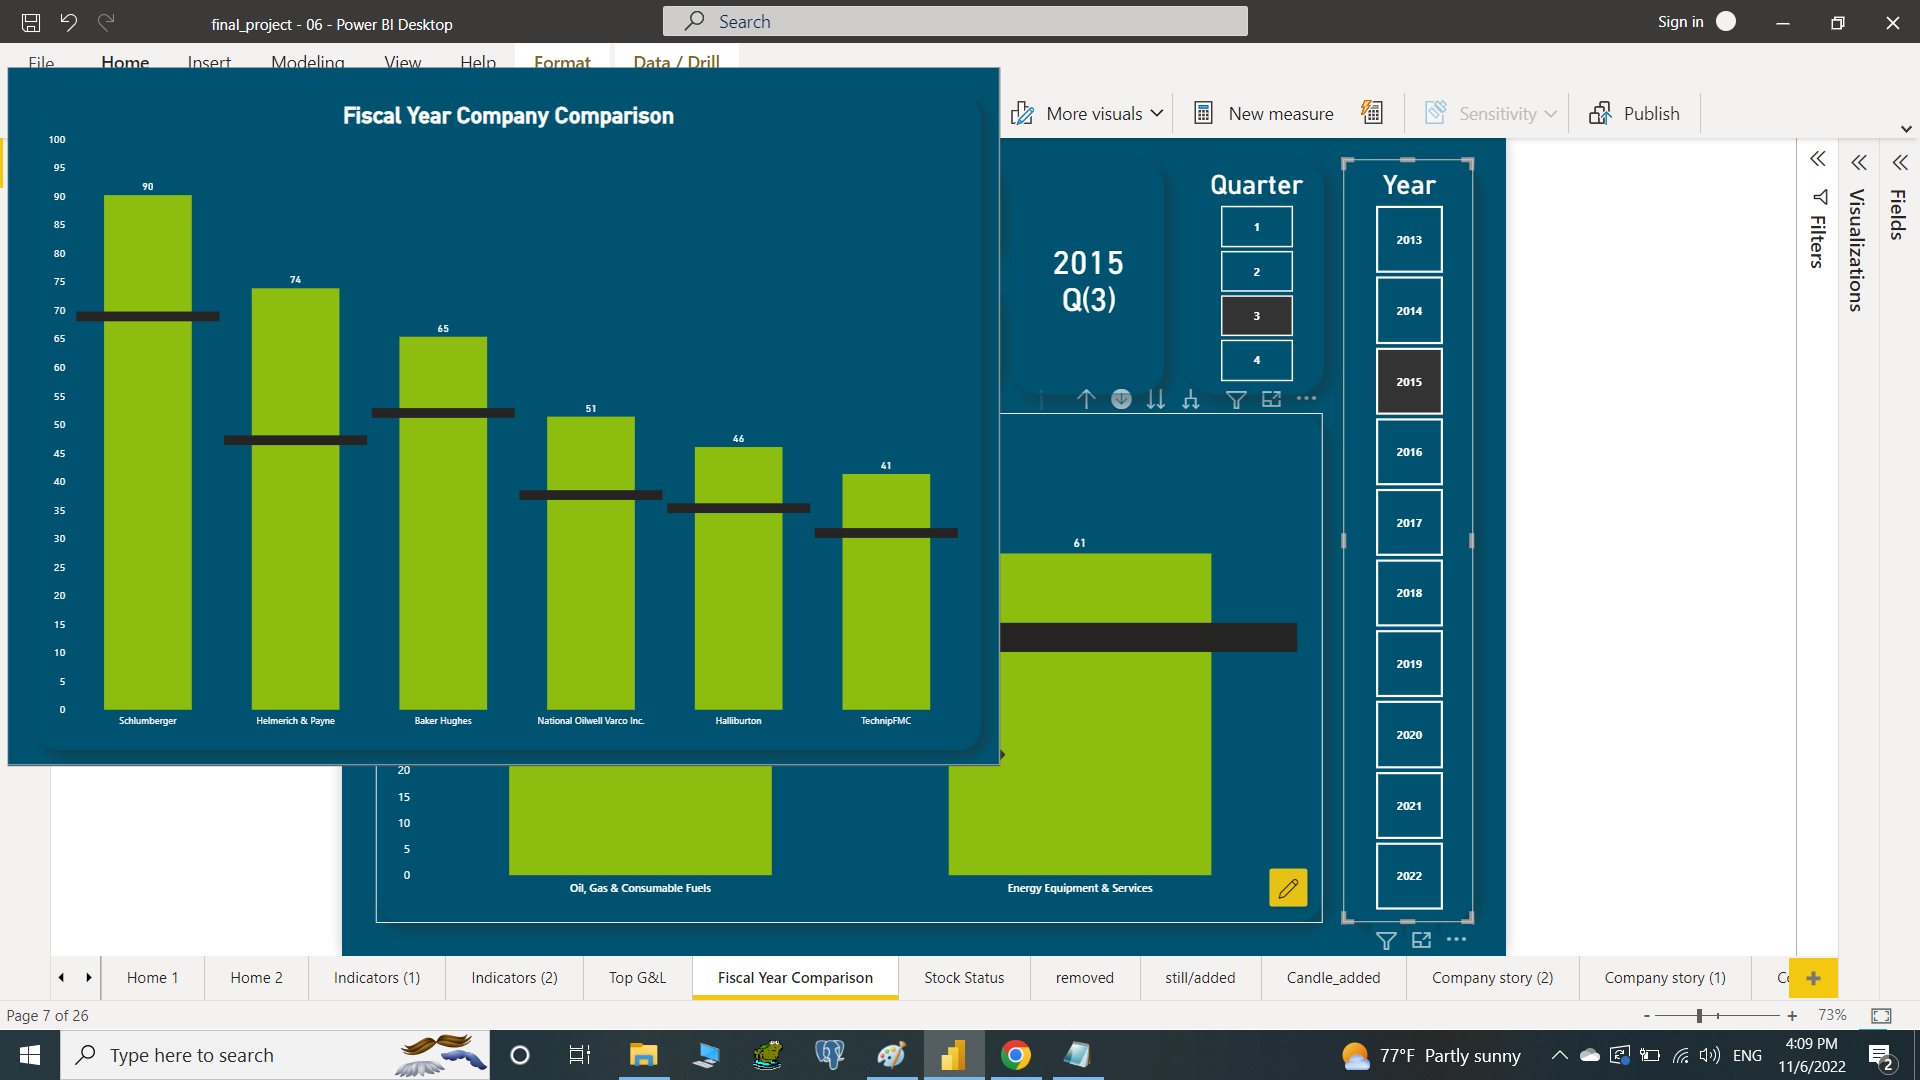 final_project - 06 - Power BI Desktop
Search
Sign in
File
Home
Insert
Modeling
View
Help
Format
Data / Drill
More visuals
New measure
Sensitivity
Publish
Fiscal Year Company Comparison
100
95
90
85
80
75
70
65
60
55
50
45
40
35
30
25
20
15
10
5
0
90
74
65
51
46
41
Schlumberger
Helmerich & Payne
Baker Hughes
National Oilwell Varco Inc.
Halliburton
TechnipFMC
2015
Q(3)
Quarter
1
2
3
4
Year
2013
2014
2015
2016
2017
2018
2019
2020
2021
2022
Filters
Visualizations
Fields
61
20
15
10
5
0
Oil, Gas & Consumable Fuels
Energy Equipment & Services
Home 1
Home 2
Indicators (1)
Indicators (2)
Top G&L
Fiscal Year Comparison
Stock Status
removed
still/added
Candle_added
Company story (2)
Company story (1)
Page 7 of 26
- + 73%
Type here to search
77°F Partly sunny
ENG
4:09 PM
11/6/2022
2